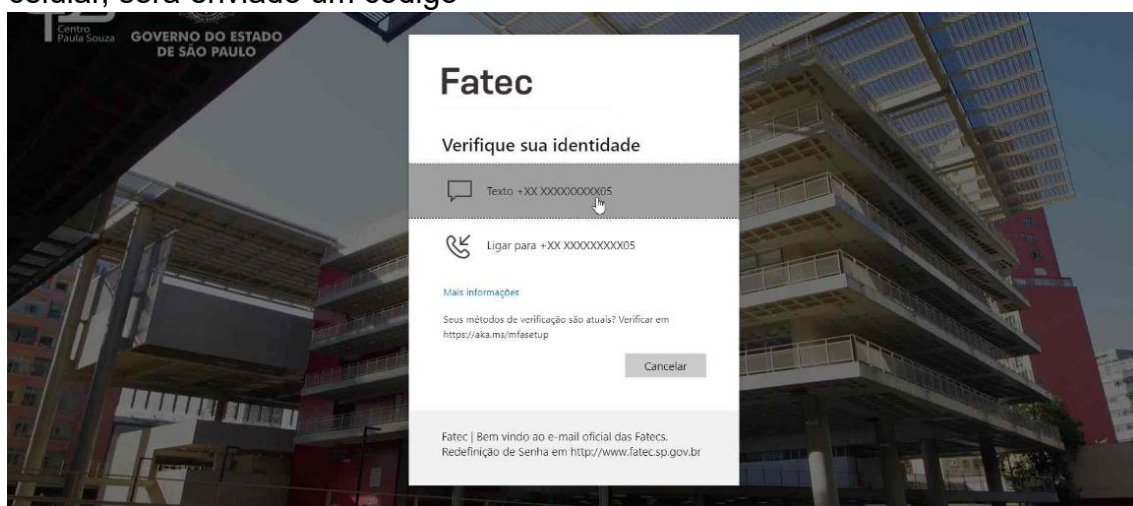 celular, será enviado um código
Centro
Paula Souza
GOVERNO DO ESTADO
DE SÃO PAULO
Fatec
Verifique sua identidade
Texto +XX XXXXXXXXX05
Ligar para +XX XXXXXXXXX05
Mais informações
Seus métodos de verificação são atuais? Verificar em
https://aka.ms/mfasetup
Cancelar
Fatec | Bem vindo ao e-mail oficial das Fatecs.
Redefinição de Senha em http://www.fatec.sp.gov.br